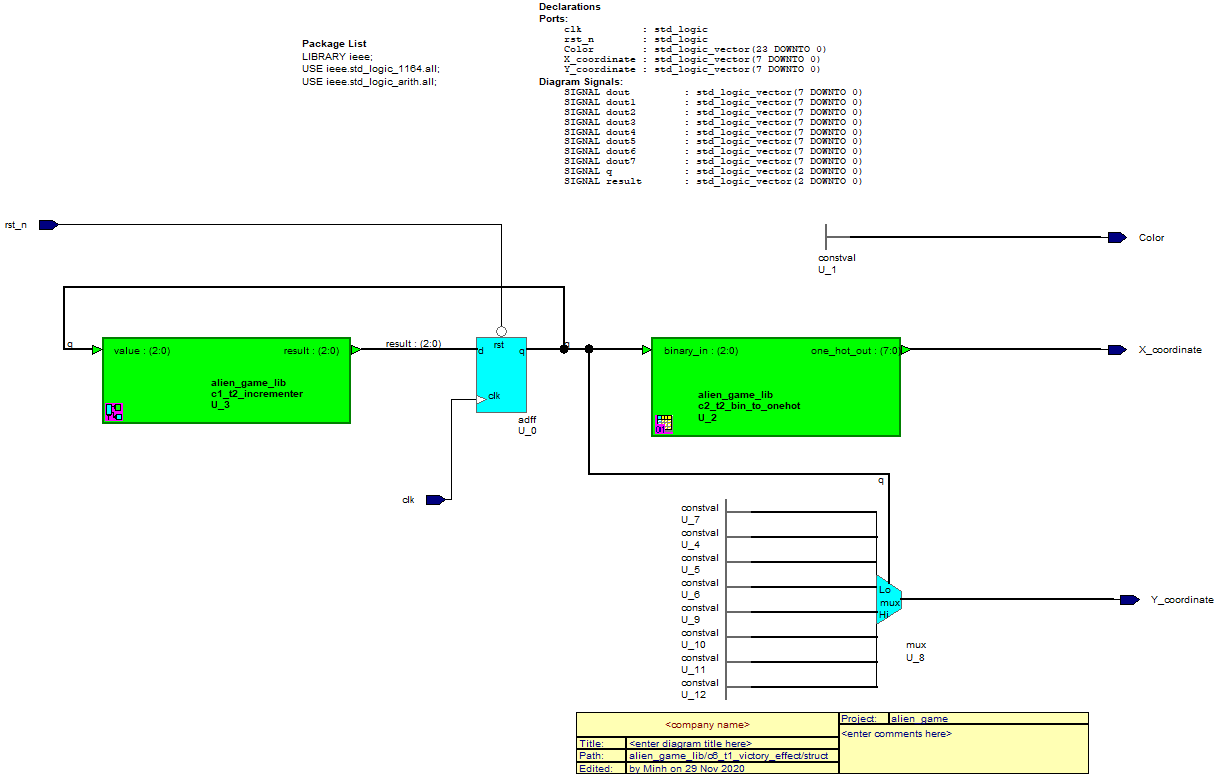 Declarations
Ports:
clk : std_logic
rst_n : std_logic
Color : std_logic_vector(23 DOWNTO 0)
X_coordinate : std_logic_vector(7 DOWNTO 0)
Y_coordinate : std_logic_vector(7 DOWNTO 0)
Diagram Signals:
SIGNAL dout : std_logic_vector(7 DOWNTO 0)
SIGNAL dout1 : std_logic_vector(7 DOWNTO 0)
SIGNAL dout2 : std_logic_vector(7 DOWNTO 0)
SIGNAL dout3 : std_logic_vector(7 DOWNTO 0)
SIGNAL dout4 : std_logic_vector(7 DOWNTO 0)
SIGNAL dout5 : std_logic_vector(7 DOWNTO 0)
SIGNAL dout6 : std_logic_vector(7 DOWNTO 0)
SIGNAL dout7 : std_logic_vector(7 DOWNTO 0)
SIGNAL q : std_logic_vector(2 DOWNTO 0)
SIGNAL result : std_logic_vector(2 DOWNTO 0)
Package List
LIBRARY ieee;
USE ieee.std_logic_1164.all;
USE ieee.std_logic_arith.all;
rst_n
constval
U_1
Color
q
value : (2:0)
result : (2:0)
alien_game_lib
c1_t2_incrementer
U_3
result : (2:0)
rst
d
q
clk
adff
U_0
q
binary_in : (2:0)
one_hot_out : (7:0)
alien_game_lib
c2_t2_bin_to_onehot
U_2
X_coordinate
clk
q
constval
U_7
constval
U_4
constval
U_5
constval
U_6
constval
U_9
constval
U_10
constval
U_11
constval
U_12
Lo
mux
Hi
mux
U_8
Y_coordinate
<company name>
Project: alien_game
<enter comments here>
Title: <enter diagram title here>
Path: alien_game_lib/c6_t1_victory_effect/struct
Edited: by Minh on 29 Nov 2020